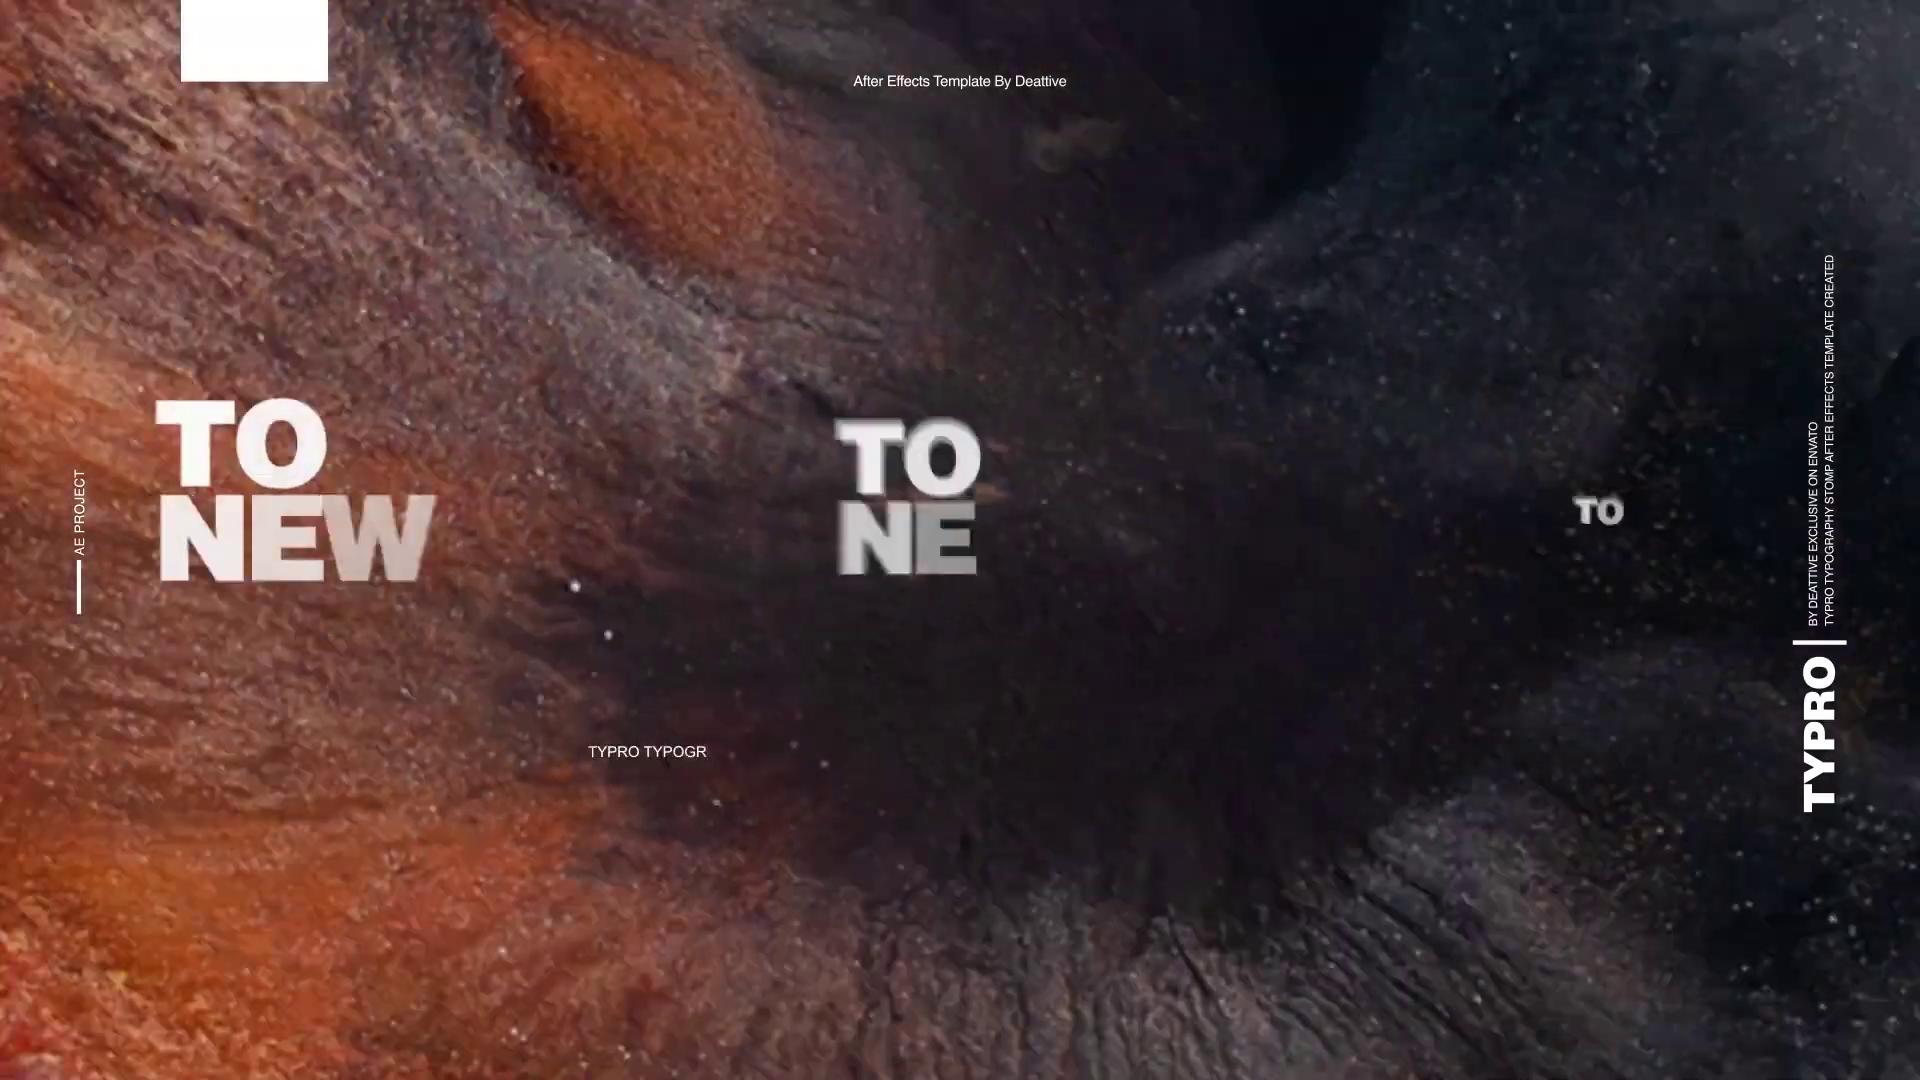 After Effects Template By Deattive
TO
NEW
TO
NE
TO
AE PROJECT
TYPRO TYPOGR
TYPRO
BY DEATTIVE EXCLUSIVE ON ENVATO
TYPRO TYPOGRAPHY STOMP AFTER EFFECTS TEMPLATE CREATED